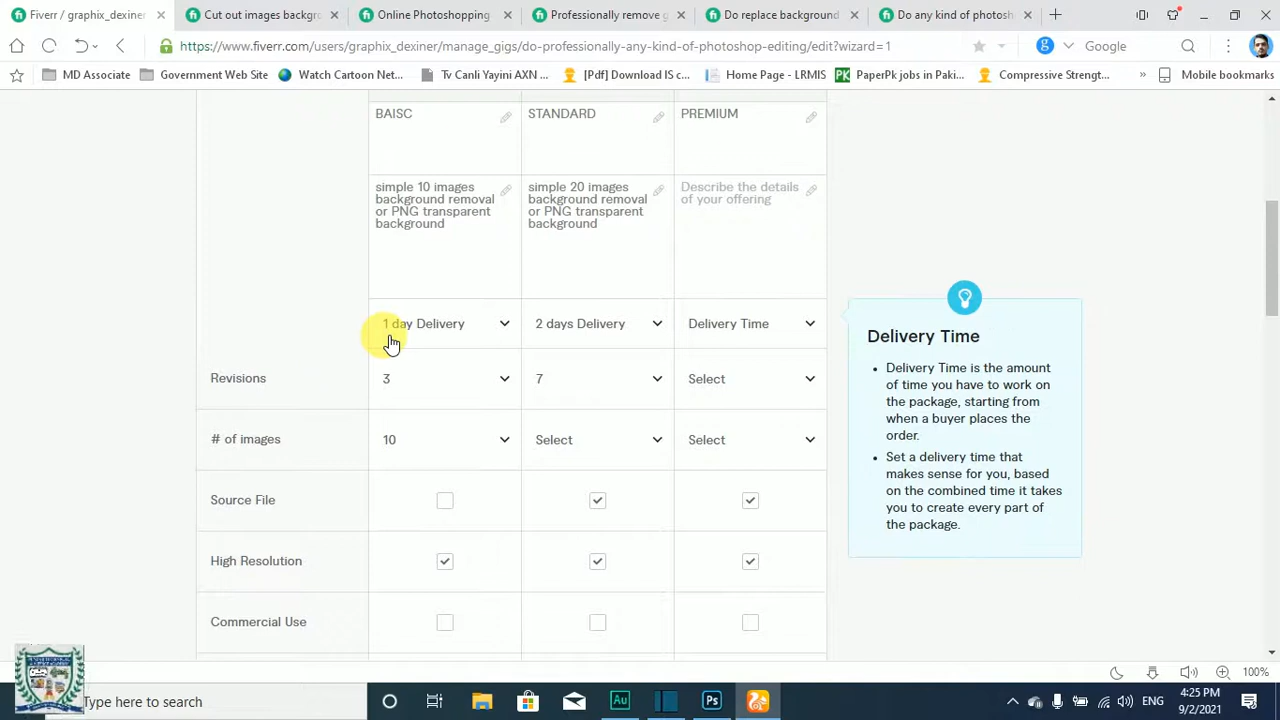 Fiverr / graphix_dexiner
Cut out images backgro
Online Photoshopping
Professionally remove g
Do replace background
Do any kind of photosh
https://www.fiverr.com/users/graphix_dexiner/manage_gigs/do-professionally-any-kind-of-photoshop-editing/edit?wizard=1
Google
MD Associate
Government Web Site
Watch Cartoon Net...
Tv Canli Yayini AXN ...
[Pdf] Download IS c...
Home Page - LRMIS
PK PaperPk jobs in Paki...
Compressive Strengt...
»
Mobile bookmarks
BAISC
STANDARD
PREMIUM
simple 10 images
background removal
or PNG transparent
background
simple 20 images
background removal
or PNG transparent
background
Describe the details
of your offering
1 day Delivery
2 days Delivery
Delivery Time
Revisions
3
7
Select
# of images
10
Select
Select
Source File
High Resolution
Commercial Use
Delivery Time
• Delivery Time is the amount
of time you have to work on
the package, starting from
when a buyer places the
order.
• Set a delivery time that
makes sense for you, based
on the combined time it takes
you to create every part of
the package.
100%
Type here to search
Au
Ps
ENG
4:25 PM
9/2/2021